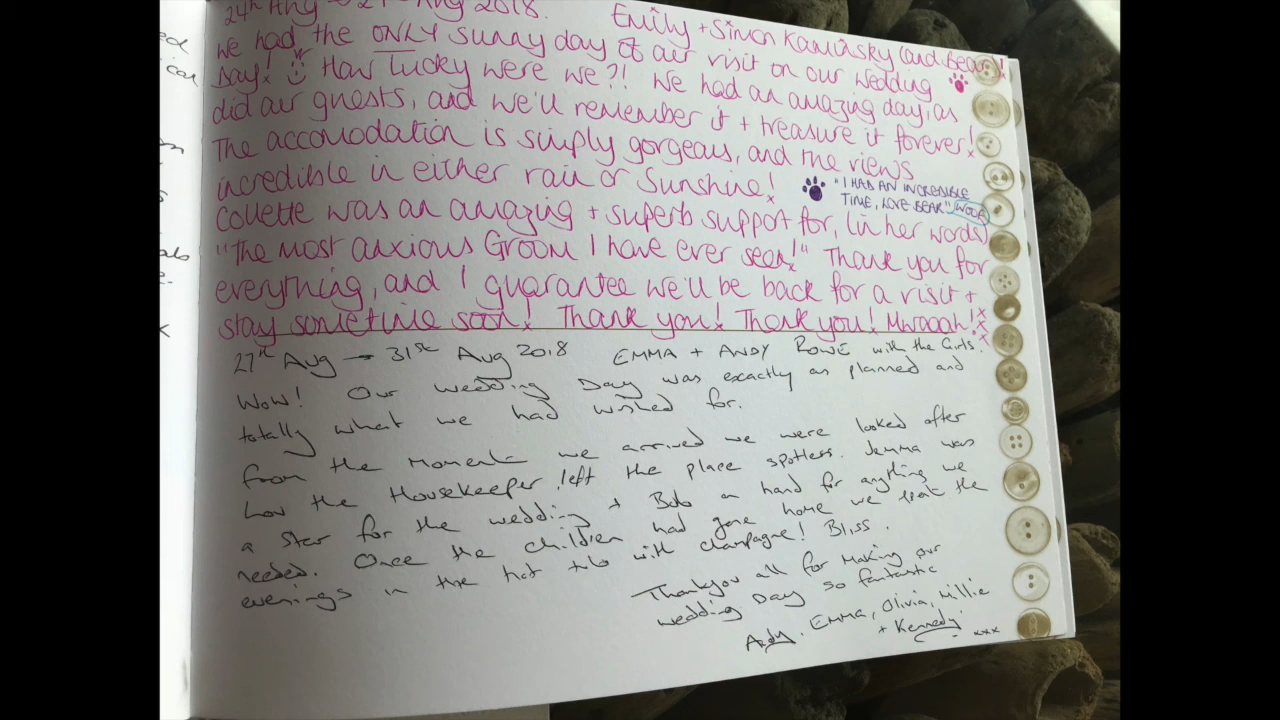 24th Aug - 27th Aug 2018. Emily + Simon Kaminsky (and Bear)!
We had the ONLY sunny day of our visit on our wedding
day! How lucky were we?! We had an amazing day, as
did our guests, and we'll remember it + treasure it forever!
The accomodation is simply gorgeous, and the views
incredible in either rain or sunshine!
"I HAD AN INCREDIBLE
TIME, LOVE BEAR" WOOF
Collette was an amazing + superb support for, (in her words)
"The most anxious Groom I have ever seen!" Thank you for
everything, and I guarantee we'll be back for a visit +
stay sometime soon! Thank you! Thank you! Mwaaah! xxx
27th Aug → 31st Aug 2018 EMMA + ANDY ROWE with the Girls.
Wow! Our wedding Day was exactly as planned and
totally what we had wished for.
From the moment we arrived we were looked after
Lou the Housekeeper left the place spotless. Jemma was
a star for the wedding + Bob on hand for anything we
needed. Once the children had gone home we spent the
evenings in the hot tub with champagne! Bliss.
Thankyou all for making our
wedding Day so fantastic
Andy, EMMA, Olivia, Millie
+ Kennedy xxx
ed
ical
on
s
als
e
x